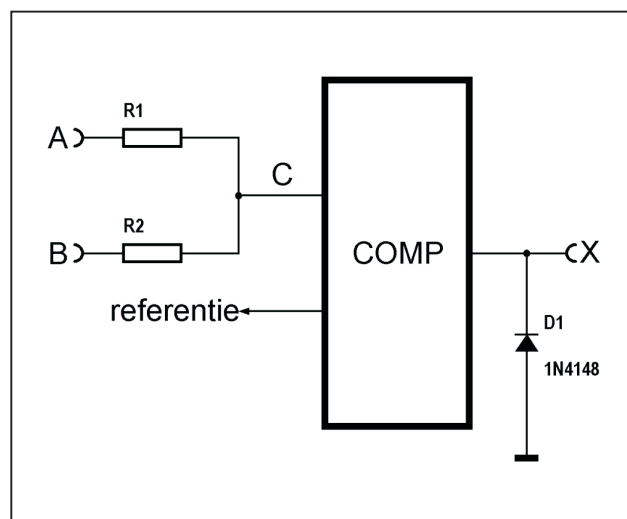 R1
A
C
R2
B
COMP
X
referentie
D1
1N4148